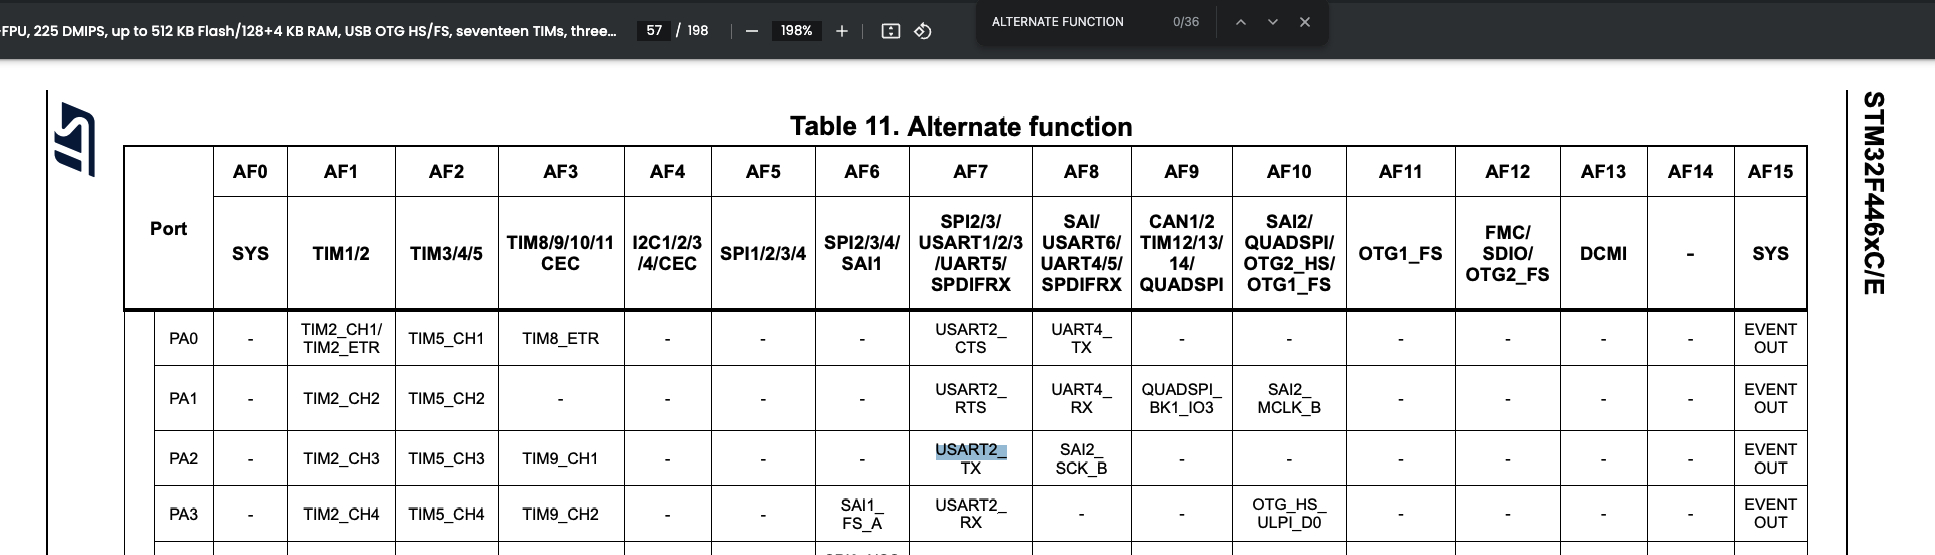 -FPU, 225 DMIPS, up to 512 KB Flash/128+4 KB RAM, USB OTG HS/FS, seventeen TIMs, three...
57 / 198
198%
ALTERNATE FUNCTION
0/36
STM32F446xC/E
Table 11. Alternate function
Port AF0 AF1 AF2 AF3 AF4 AF5 AF6 AF7 AF8 AF9 AF10 AF11 AF12 AF13 AF14 AF15
SYS TIM1/2 TIM3/4/5 TIM8/9/10/11 CEC I2C1/2/3 /4/CEC SPI1/2/3/4 SPI2/3/4/ SAI1 SPI2/3/ USART1/2/3 /UART5/ SPDIFRX SAI/ USART6/ UART4/5/ SPDIFRX CAN1/2 TIM12/13/ 14/ QUADSPI SAI2/ QUADSPI/ OTG2_HS/ OTG1_FS OTG1_FS FMC/ SDIO/ OTG2_FS DCMI - SYS
PA0 - TIM2_CH1/ TIM2_ETR TIM5_CH1 TIM8_ETR - - - USART2_ CTS UART4_ TX - - - - - - EVENT OUT
PA1 - TIM2_CH2 TIM5_CH2 - - - - USART2_ RTS UART4_ RX QUADSPI_ BK1_IO3 SAI2_ MCLK_B - - - - EVENT OUT
PA2 - TIM2_CH3 TIM5_CH3 TIM9_CH1 - - - USART2_ TX SAI2_ SCK_B - - - - - - EVENT OUT
PA3 - TIM2_CH4 TIM5_CH4 TIM9_CH2 - - SAI1_ FS_A USART2_ RX - - OTG_HS_ ULPI_D0 - - - - EVENT OUT